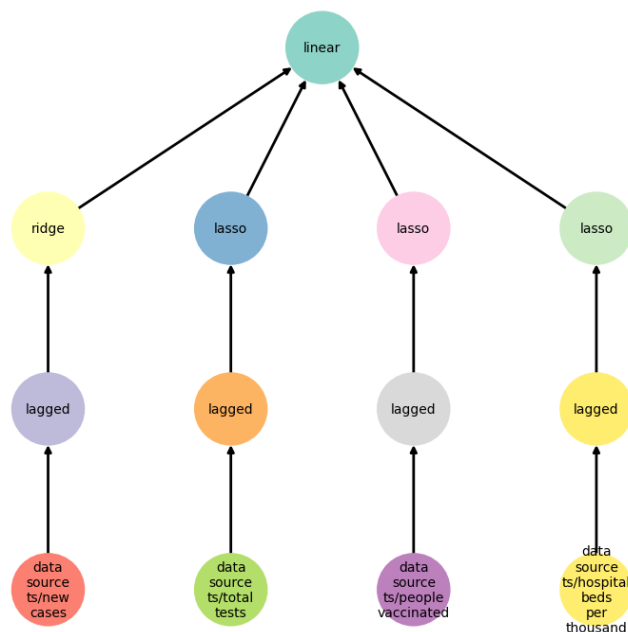 linear
ridge
lasso
lasso
lasso
lagged
lagged
lagged
lagged
data
source
ts/new
cases
data
source
ts/total
tests
data
source
ts/people
vaccinated
data
source
ts/hospital
beds
per
thousand